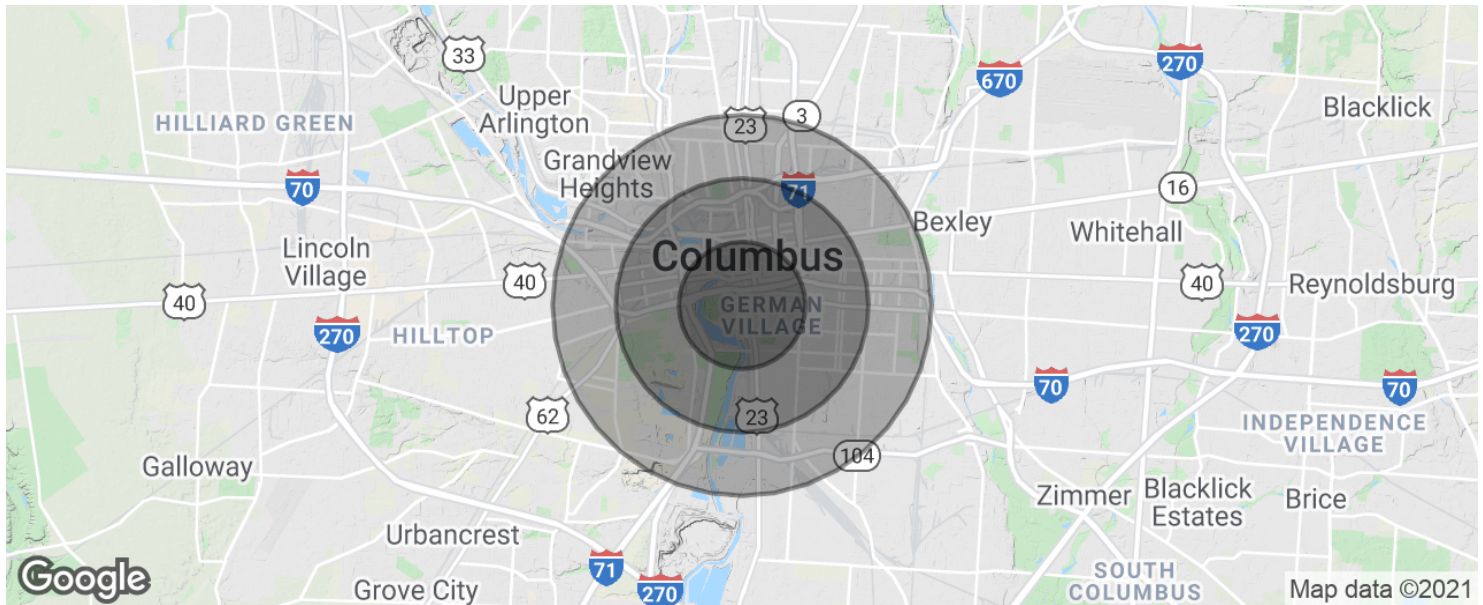 33
270
670
Upper
Arlington
3
23
Blacklick
HILLIARD GREEN
Grandview
Heights
70
71
16
Bexley
Whitehall
Lincoln
Village
Columbus
40
40
40
Reynoldsburg
GERMAN
VILLAGE
270
HILLTOP
270
70
70
62
23
INDEPENDENCE
VILLAGE
104
Galloway
Zimmer
Blacklick
Estates
Brice
Urbancrest
71
270
Grove City
SOUTH
COLUMBUS
Google
Map data ©2021